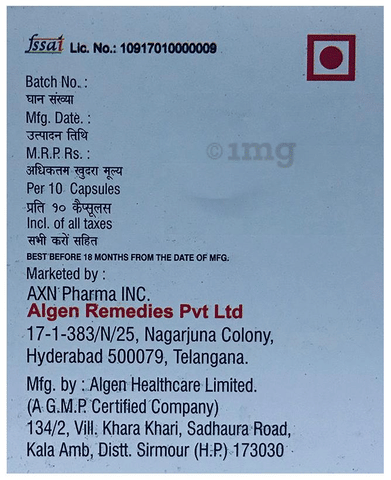 fssai Lic. No.: 10917010000009
Batch No. :
घान संख्या
Mfg. Date. :
उत्पादन तिथि
M.R.P. Rs. :
अधिकतम खुदरा मूल्य
Per 10 Capsules
प्रति १० कैप्सूलस
Incl. of all taxes
सभी करों सहित
BEST BEFORE 18 MONTHS FROM THE DATE OF MFG.
Marketed by :
AXN Pharma INC.
Algen Remedies Pvt Ltd
17-1-383/N/25, Nagarjuna Colony,
Hyderabad 500079, Telangana.
Mfg. by : Algen Healthcare Limited.
(A G.M.P. Certified Company)
134/2, Vill. Khara Khari, Sadhaura Road,
Kala Amb, Distt. Sirmour (H.P.) 173030
©1mg